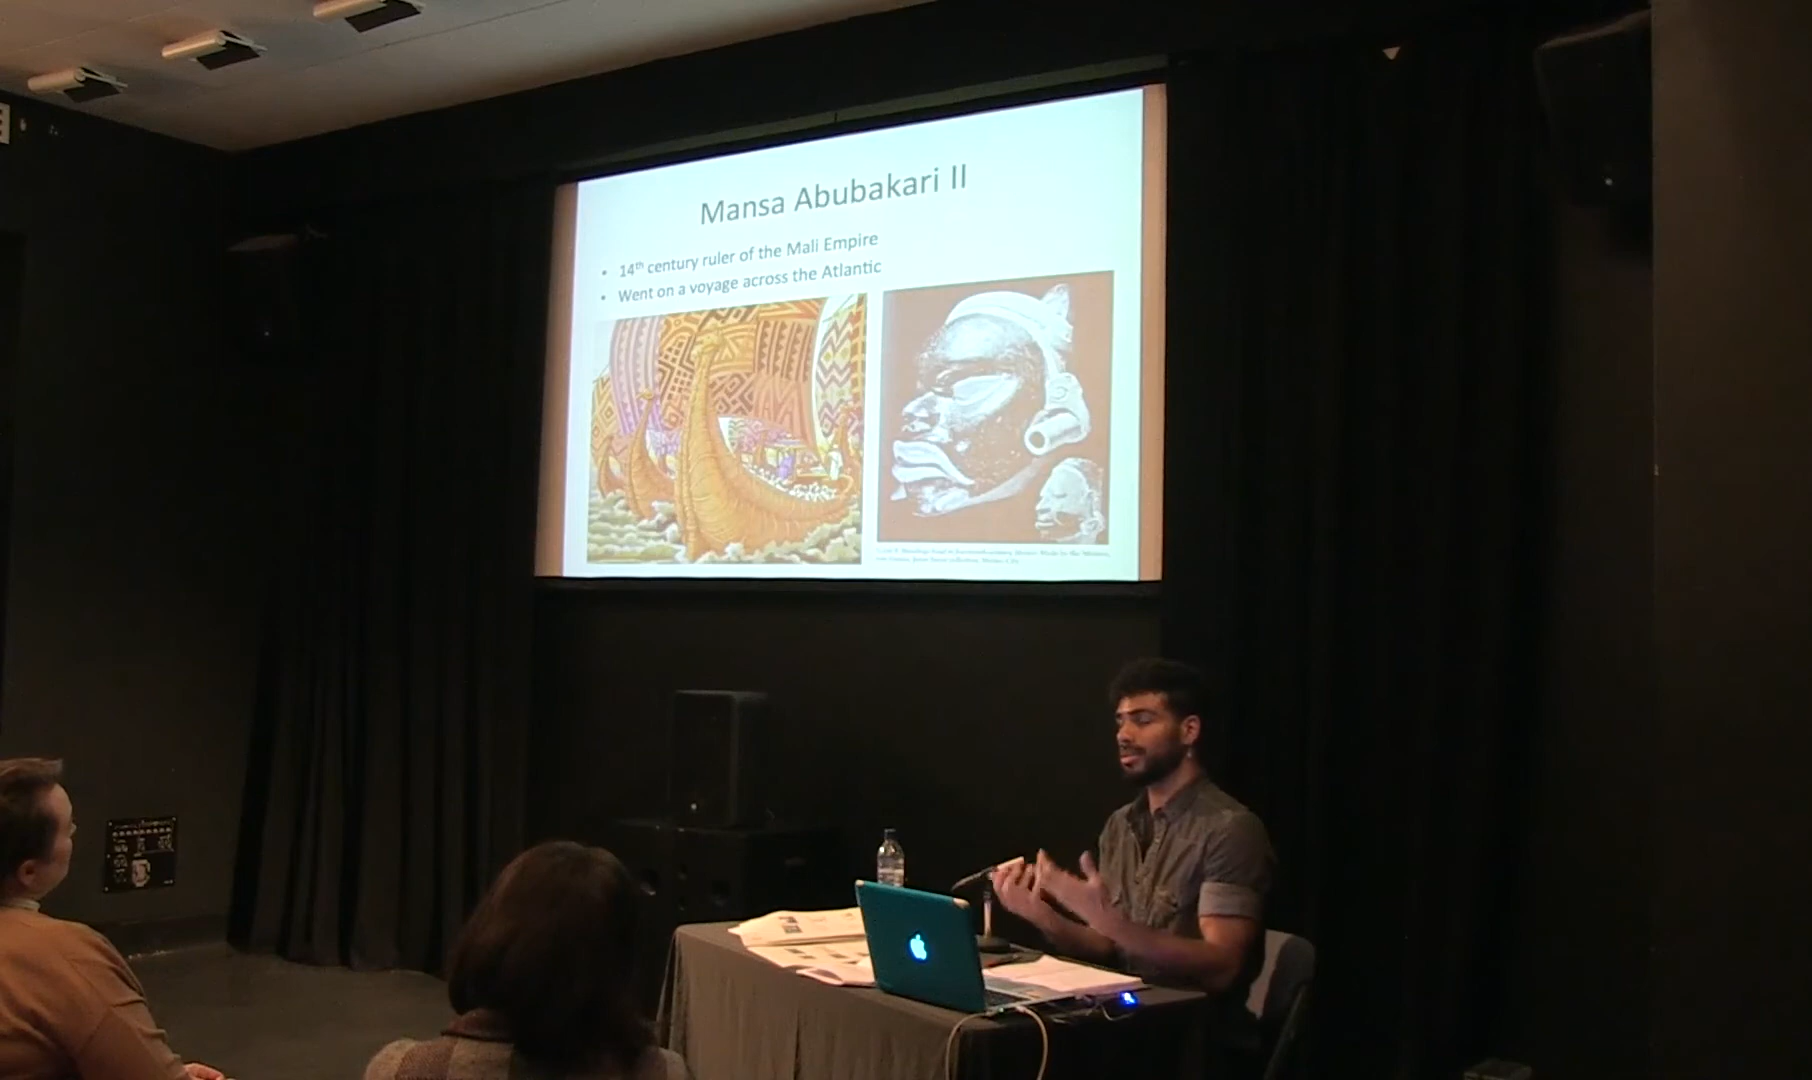 Mansa Abubakari II
• 14th century ruler of the Mali Empire
• Went on a voyage across the Atlantic